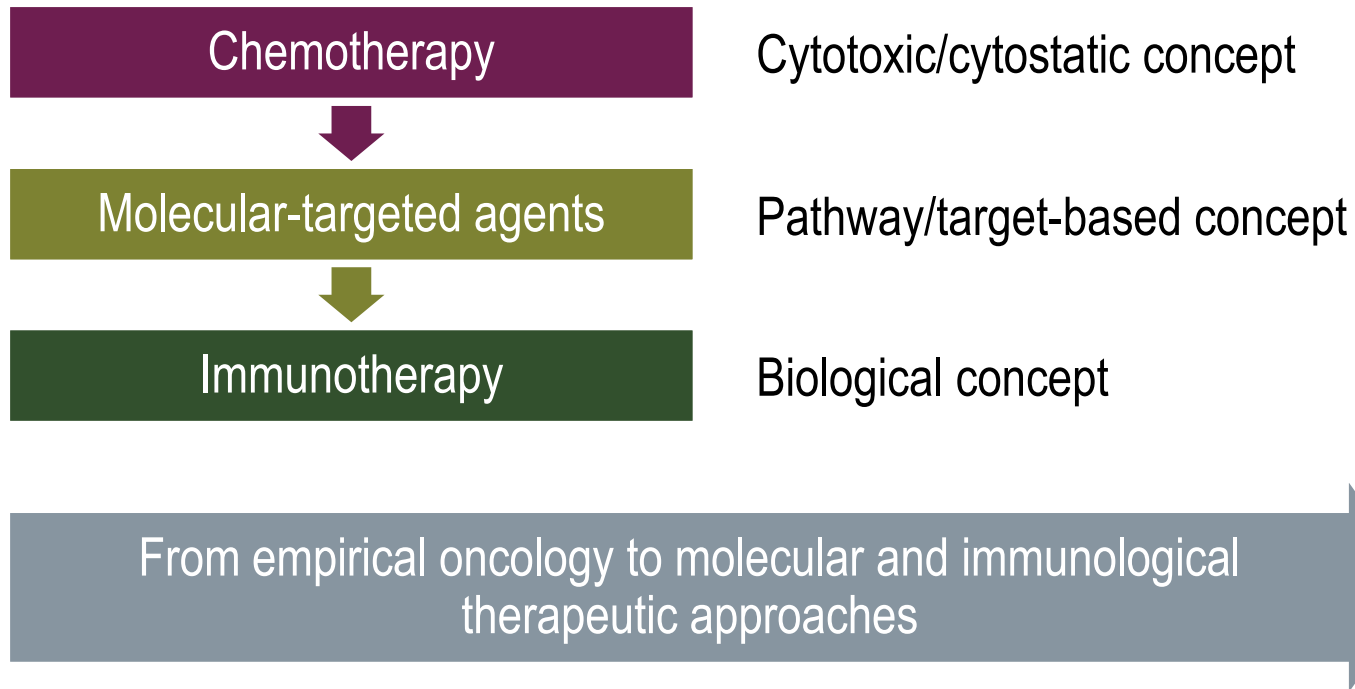 Chemotherapy
Cytotoxic/cytostatic concept
Molecular-targeted agents
Pathway/target-based concept
Immunotherapy
Biological concept
From empirical oncology to molecular and immunological
therapeutic approaches